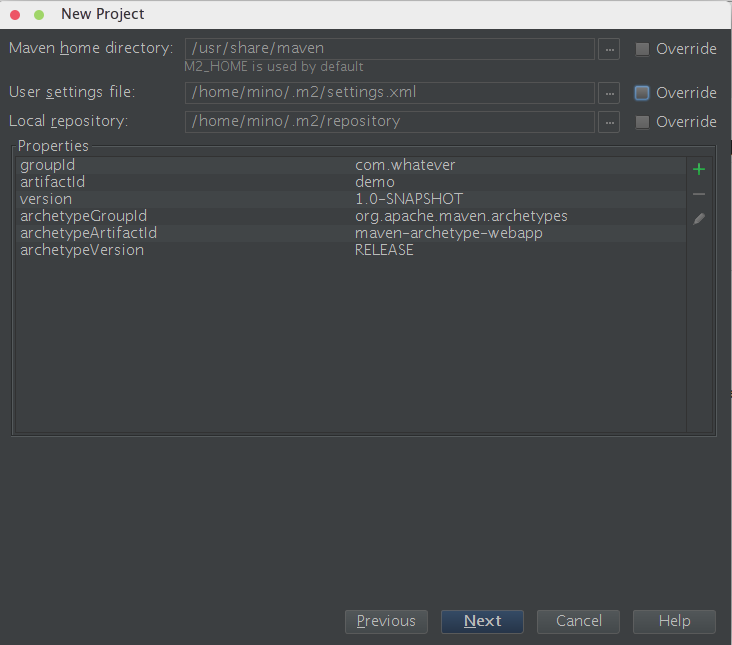 New Project
Maven home directory: /usr/share/maven ... Override
M2_HOME is used by default
User settings file: /home/mino/.m2/settings.xml ... Override
Local repository: /home/mino/.m2/repository ... Override
Properties
groupId com.whatever
artifactId demo
version 1.0-SNAPSHOT
archetypeGroupId org.apache.maven.archetypes
archetypeArtifactId maven-archetype-webapp
archetypeVersion RELEASE
Previous Next Cancel Help